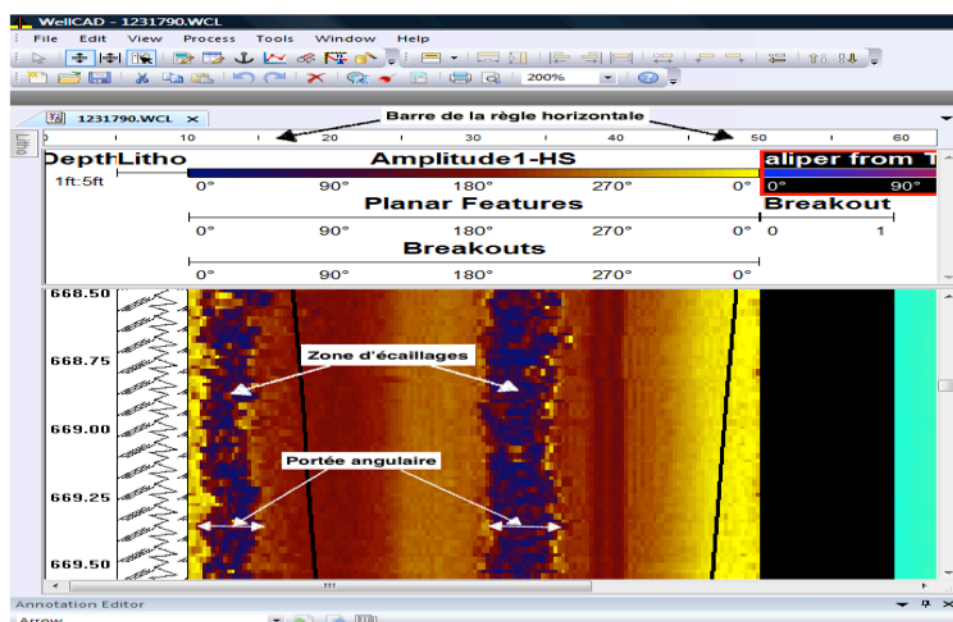 WellCAD - 1231790.WCL
File Edit View Process Tools Window Help
200%
1231790.WCL
Barre de la règle horizontale
Litho
10 20 40 50 60
Depth Litho Amplitude1-HS aliper from T
1ft:5ft 0° 90° 180° 270° 0° 0° 90°
Planar Features Breakout
0° 90° 180° 270° 0° 0 1
Breakouts
0° 90° 180° 270° 0°
668.50
Zone d'écaillages
668.75
669.00
Portée angulaire
669.25
669.50
Annotation Editor
Arrow